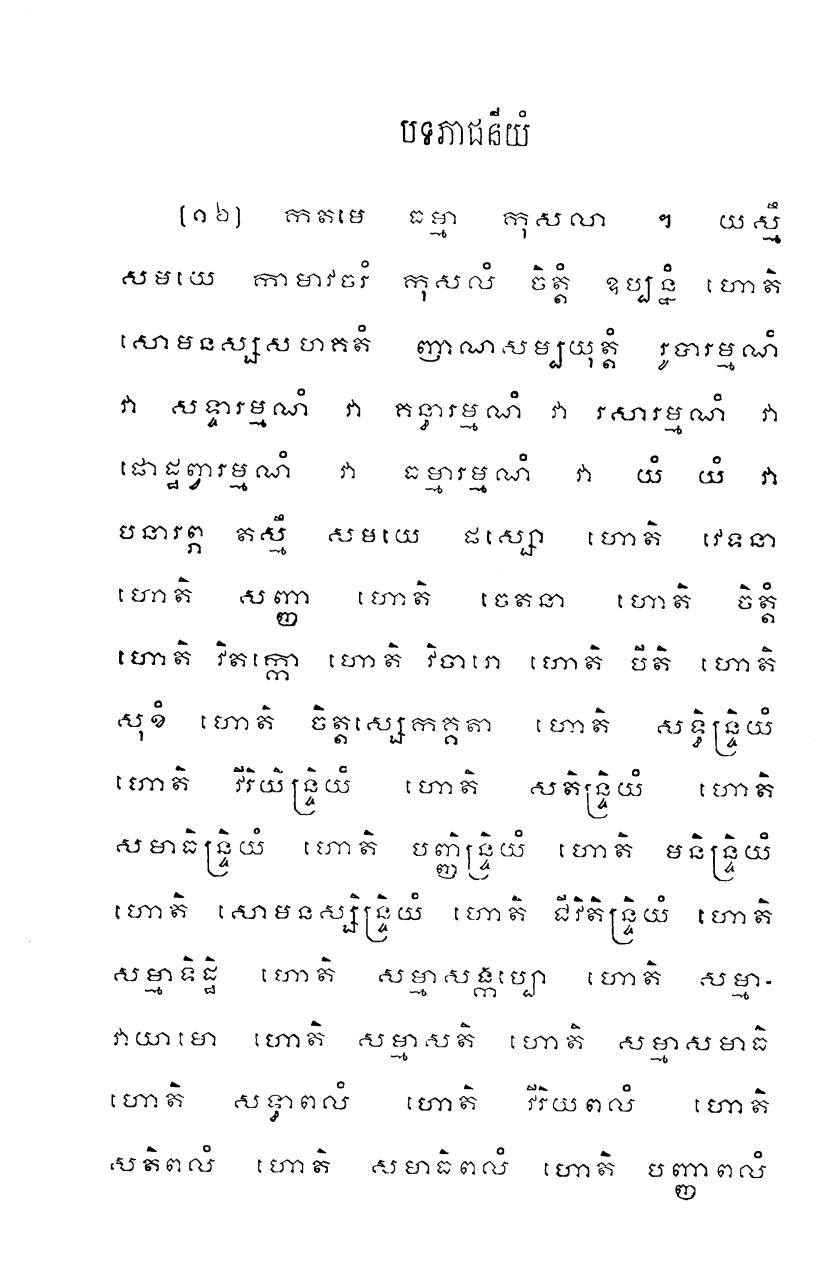 បទភាជនីយំ
(១៦) កតមេ ធម្មា កុសលា ៗ យស្មឹ
សមយេ កាមាវចរំ កុសលំ ចិត្តំ ឧប្បន្នំ ហោតិ
សោមនស្សសហគតំ ញាណសម្បយុត្តំ រូបារម្មណំ
វា សទ្ទារម្មណំ វា គន្ធារម្មណំ វា រសារម្មណំ វា
ផោដ្ឋព្វារម្មណំ វា ធម្មារម្មណំ វា យំ យំ វា
បនារព្ភ តស្មឹ សមយេ ផស្សោ ហោតិ វេទនា
ហោតិ សញ្ញា ហោតិ ចេតនា ហោតិ ចិត្តំ
ហោតិ វិតក្កោ ហោតិ វិចារោ ហោតិ បីតិ ហោតិ
សុខំ ហោតិ ចិត្តស្សេកគ្គតា ហោតិ សទ្ធិន្ទ្រិយំ
ហោតិ វីរិយិន្ទ្រិយំ ហោតិ សតិន្ទ្រិយំ ហោតិ
សមាធិន្ទ្រិយំ ហោតិ បញ្ញិន្ទ្រិយំ ហោតិ មនិន្ទ្រិយំ
ហោតិ សោមនស្សិន្ទ្រិយំ ហោតិ ជីវិតិន្ទ្រិយំ ហោតិ
សម្មាទិដ្ឋិ ហោតិ សម្មាសង្កប្បោ ហោតិ សម្មា-
វាយាមោ ហោតិ សម្មាសតិ ហោតិ សម្មាសមាធិ
ហោតិ សទ្ធាពលំ ហោតិ វីរិយពលំ ហោតិ
សតិពលំ ហោតិ សមាធិពលំ ហោតិ បញ្ញាពលំ